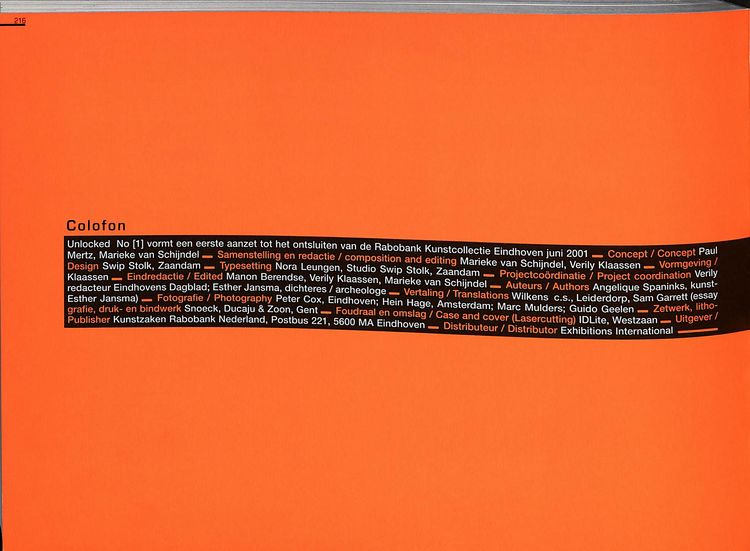 216
Colofon
Unlocked No [1] vormt een eerste aanzet tot het ontsluiten van de Rabobank Kunstcollectie Eindhoven juni 2001 — Concept / Concept Paul
Mertz, Marieke van Schijndel — Samenstelling en redactie / composition and editing Marieke van Schijndel, Verily Klaassen — Vormgeving /
Design Swip Stolk, Zaandam — Typesetting Nora Leungen, Studio Swip Stolk, Zaandam — Projectcoördinatie / Project coordination Verily
Klaassen — Eindredactie / Edited Manon Berendse, Verily Klaassen, Marieke van Schijndel — Auteurs / Authors Angelique Spaninks, kunst-
redacteur Eindhovens Dagblad; Esther Jansma, dichteres / archeologe — Vertaling / Translations Wilkens c.s., Leiderdorp, Sam Garrett (essay
Esther Jansma) — Fotografie / Photography Peter Cox, Eindhoven; Hein Hage, Amsterdam; Marc Mulders; Guido Geelen — Zetwerk, litho-
grafie, druk- en bindwerk Snoeck, Ducaju & Zoon, Gent — Foudraal en omslag / Case and cover (Lasercutting) IDLite, Westzaan — Uitgever /
Publisher Kunstzaken Rabobank Nederland, Postbus 221, 5600 MA Eindhoven — Distributeur / Distributor Exhibitions International —